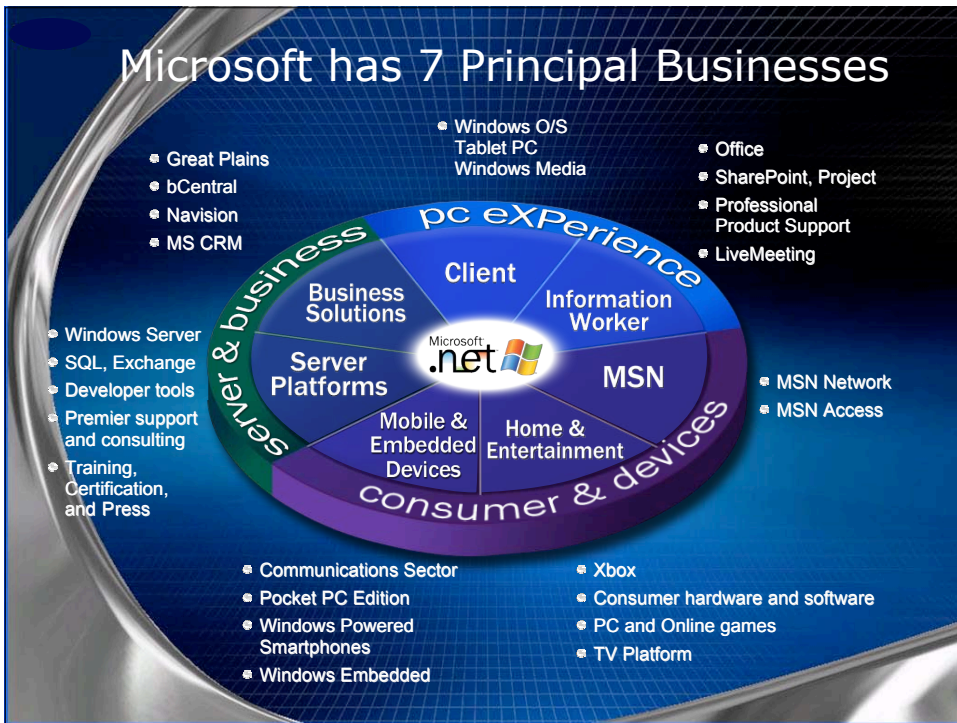 Microsoft has 7 Principal Businesses
Windows O/S
Tablet PC
Windows Media
Great Plains
bCentral
Navision
MS CRM
Office
SharePoint, Project
Professional
Product Support
LiveMeeting
pc eXPerience
server & business
consumer & devices
Client
Business
Solutions
Information
Worker
Server
Platforms
Microsoft
.net
MSN
Mobile &
Embedded
Devices
Home &
Entertainment
Windows Server
SQL, Exchange
Developer tools
Premier support
and consulting
Training,
Certification,
and Press
MSN Network
MSN Access
Communications Sector
Pocket PC Edition
Windows Powered
Smartphones
Windows Embedded
Xbox
Consumer hardware and software
PC and Online games
TV Platform